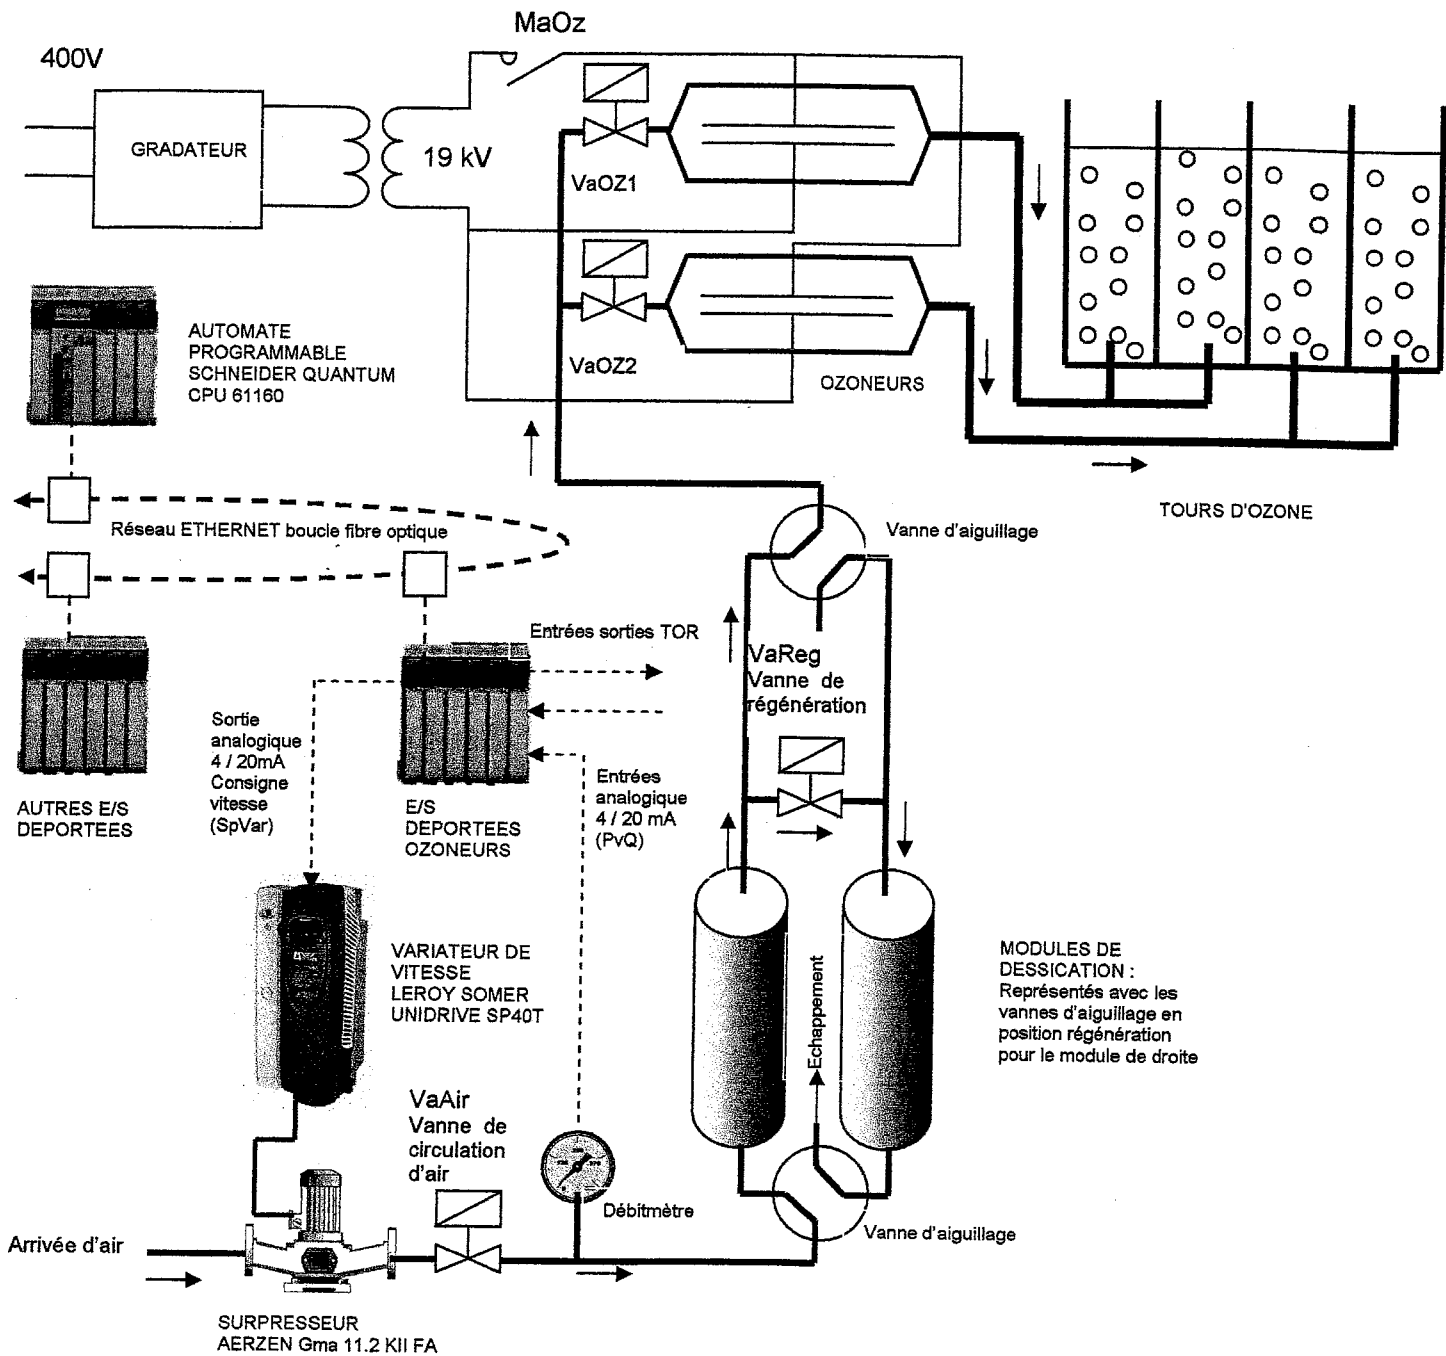 MaOz
400V
GRADATEUR
19 kV
VaOZ1
VaOZ2
OZONEURS
AUTOMATE
PROGRAMMABLE
SCHNEIDER QUANTUM
CPU 61160
TOURS D'OZONE
Réseau ETHERNET boucle fibre optique
Vanne d'aiguillage
Entrées sorties TOR
VaReg
Vanne de
régénération
Sortie
analogique
4 / 20mA
Consigne
vitesse
(SpVar)
Entrées
analogique
4 / 20 mA
(PvQ)
AUTRES E/S
DEPORTEES
E/S
DEPORTEES
OZONEURS
VARIATEUR DE
VITESSE
LEROY SOMER
UNIDRIVE SP40T
MODULES DE
DESSICATION :
Représentés avec les
vannes d'aiguillage en
position régénération
pour le module de droite
Echappement
VaAir
Vanne de
circulation
d'air
Débitmètre
Vanne d'aiguillage
Arrivée d'air
SURPRESSEUR
AERZEN Gma 11.2 KII FA